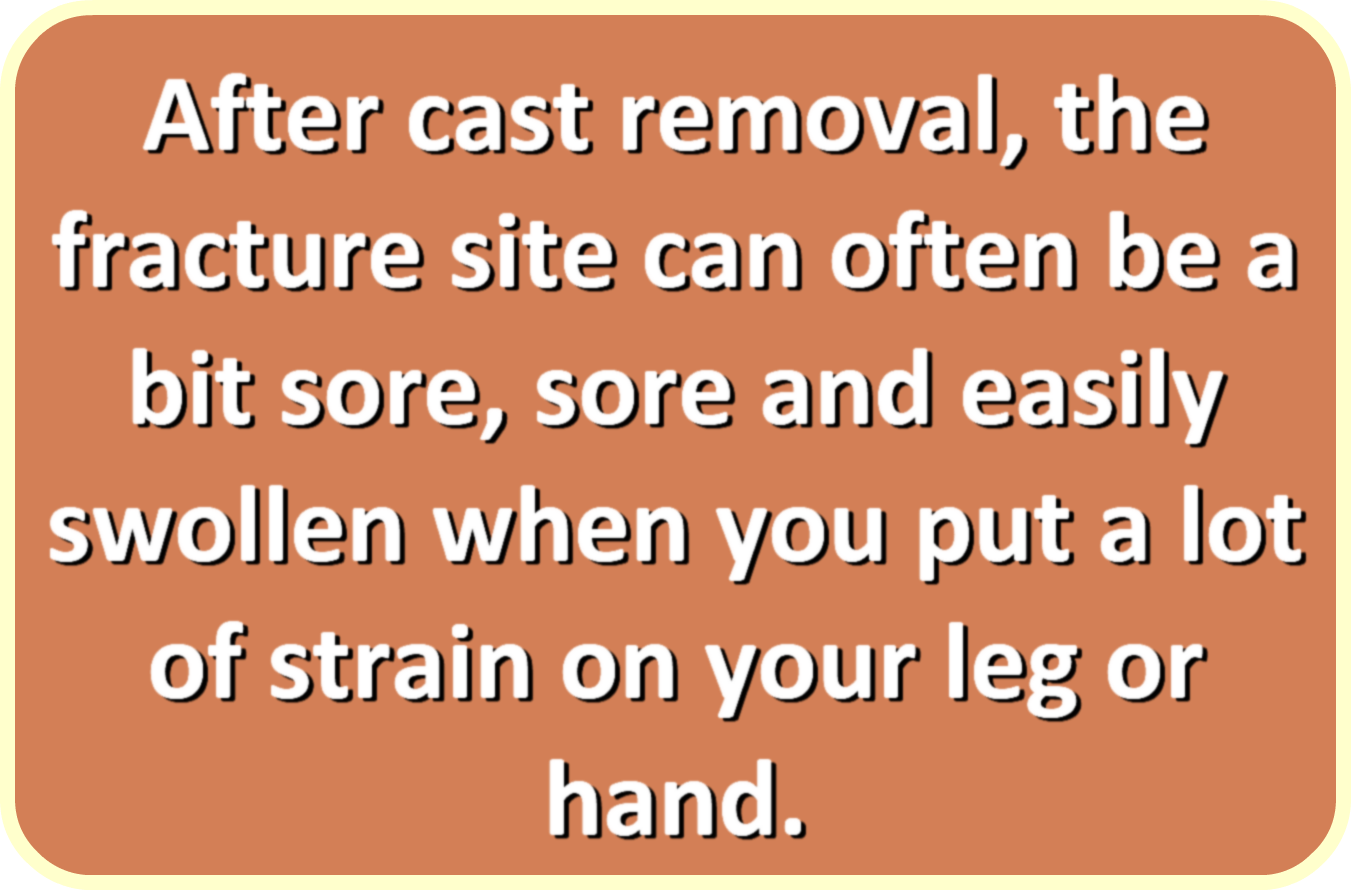 After cast removal, the
fracture site can often be a
bit sore, sore and easily
swollen when you put a lot
of strain on your leg or
hand.